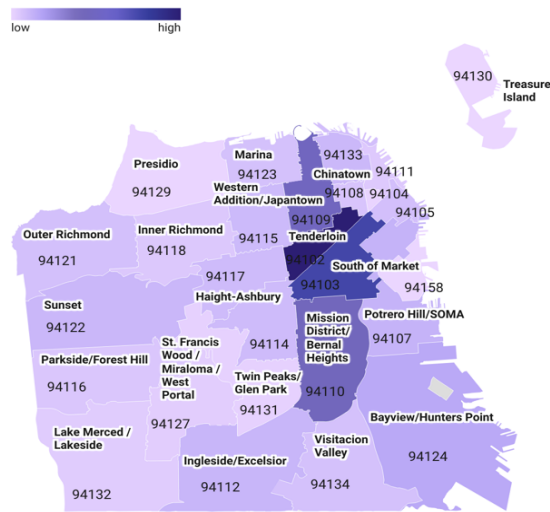 low
high
94130
Treasure
Island
Presidio
94129
Marina
94123
94133
Chinatown
94111
94108
94104
94105
Western
Addition/Japantown
94109
94115
Outer Richmond
94121
Inner Richmond
94118
Tenderloin
94102
South of Market
94103
94158
94117
Haight-Ashbury
Sunset
94122
94114
Mission
District/
Bernal
Heights
94110
Potrero Hill/SOMA
94107
Parkside/Forest Hill
94116
St. Francis
Wood /
Miraloma /
West
Portal
94127
Twin Peaks/
Glen Park
94131
Lake Merced /
Lakeside
94132
Ingleside/Excelsior
94112
Visitacion
Valley
94134
Bayview/Hunters Point
94124